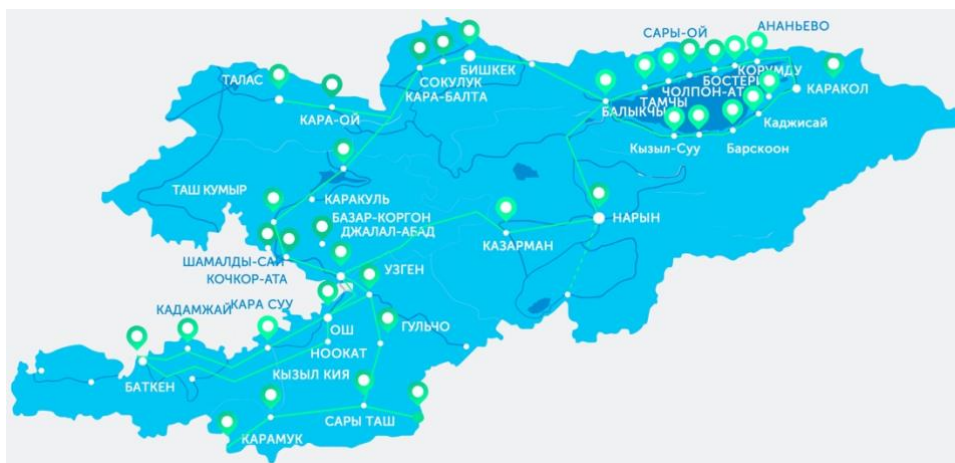 АНАНЬЕВО
САРЫ-ОЙ
БИШКЕК
КОРУМДУ
ТАЛАС
СОКУЛУК
БОСТЕРИ
КАРА-БАЛТА
ЧОЛПОН-АТ
КАРАКОЛ
ТАМЧЫ
БАЛЫКЧЫ
КАРА-ОЙ
Каджисай
Кызыл-Суу
Барскоон
ТАШ КУМЫР
КАРАКУЛЬ
БАЗАР-КОРГОН
НАРЫН
ДЖАЛАЛ-АБАД
КАЗАРМАН
ШАМАЛДЫ-САЙ
УЗГЕН
КОЧКОР-АТА
КАРА СУУ
КАДАМЖАЙ
ОШ
ГУЛЬЧО
НООКАТ
КЫЗЫЛ КИЯ
БАТКЕН
САРЫ ТАШ
КАРАМУК